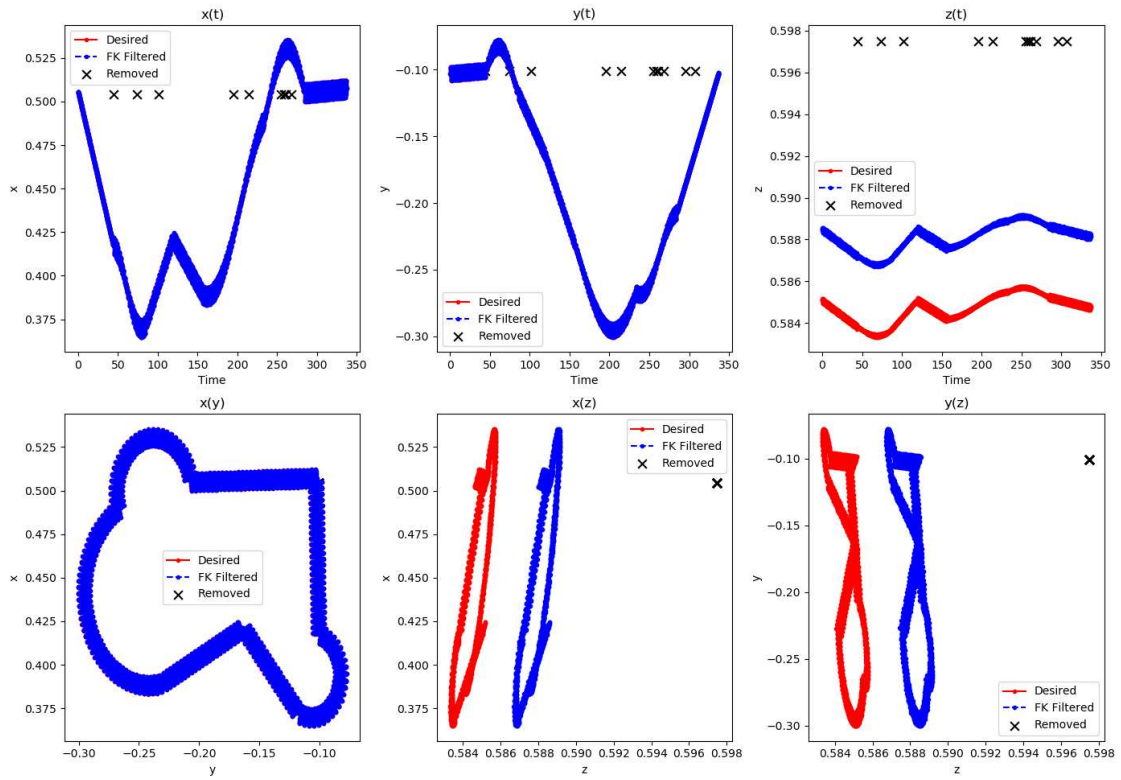 x(t)
y(t)
z(t)
0.525
0.500
0.475
0.450
0.425
0.400
0.375
x
Desired
FK Filtered
Removed
0 50 100 150 200 250 300 350
Time
−0.10
−0.15
−0.20
−0.25
−0.30
y
Desired
FK Filtered
Removed
0 50 100 150 200 250 300 350
Time
0.598
0.596
0.594
0.592
0.590
0.588
0.586
0.584
z
Desired
FK Filtered
Removed
0 50 100 150 200 250 300 350
Time
x(y)
x(z)
y(z)
0.525
0.500
0.475
0.450
0.425
0.400
0.375
x
Desired
FK Filtered
Removed
−0.30 −0.25 −0.20 −0.15 −0.10
y
0.525
0.500
0.475
0.450
0.425
0.400
0.375
x
Desired
FK Filtered
Removed
0.584 0.586 0.588 0.590 0.592 0.594 0.596 0.598
z
−0.10
−0.15
−0.20
−0.25
−0.30
y
Desired
FK Filtered
Removed
0.584 0.586 0.588 0.590 0.592 0.594 0.596 0.598
z